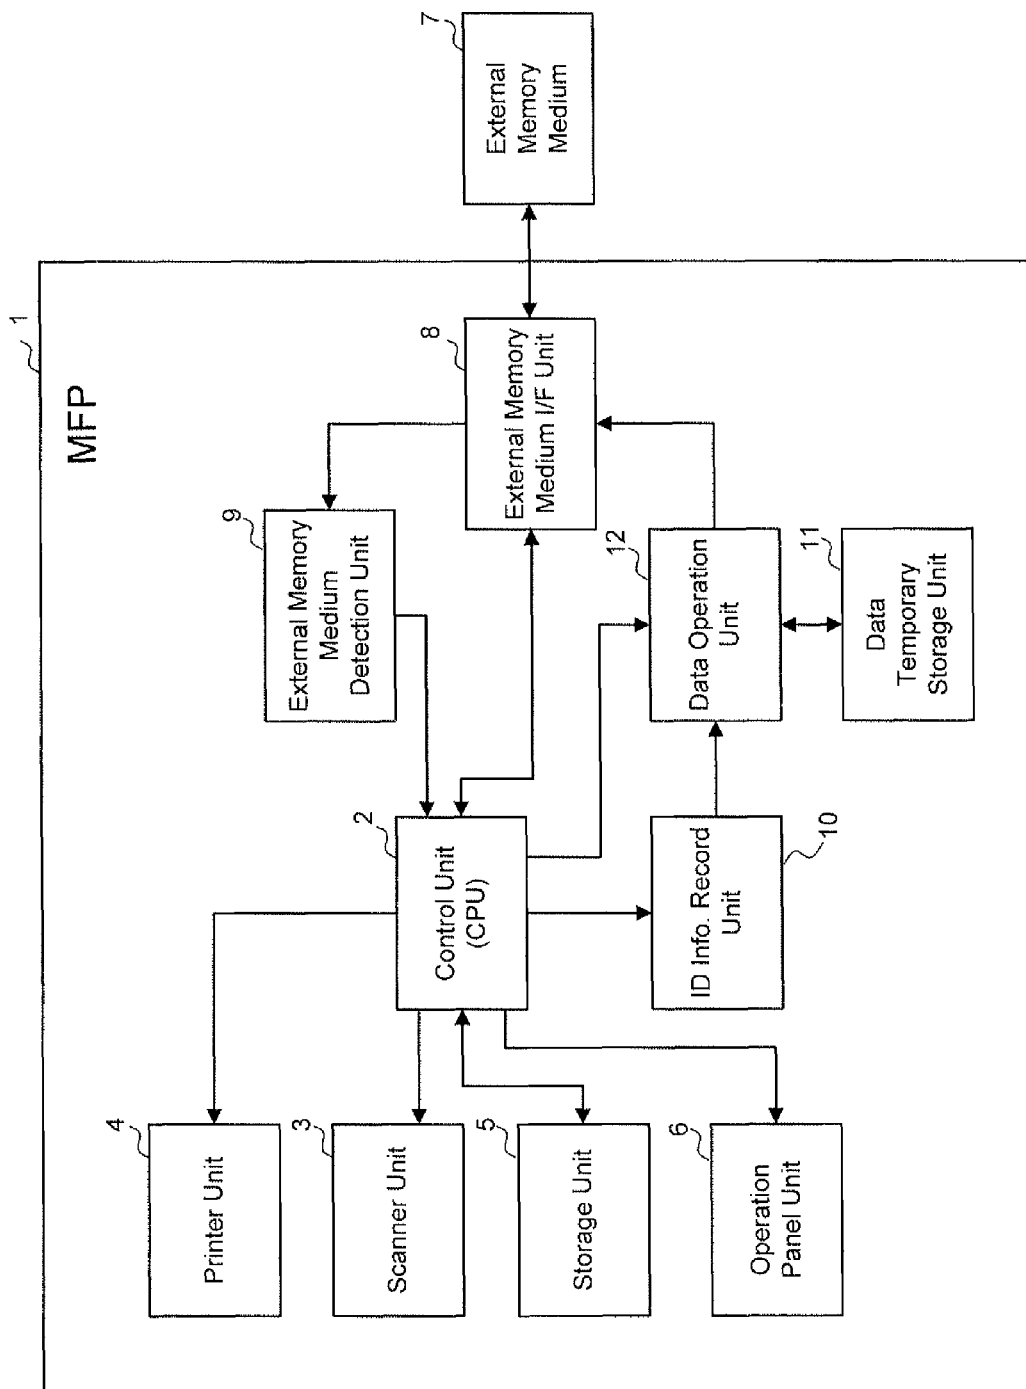 1
MFP
4
Printer Unit
3
Scanner Unit
5
Storage Unit
6
Operation
Panel Unit
2
Control Unit
(CPU)
ID Info. Record
Unit
10
9
External Memory
Medium
Detection Unit
8
External Memory
Medium I/F Unit
12
Data Operation
Unit
11
Data
Temporary
Storage Unit
7
External
Memory
Medium